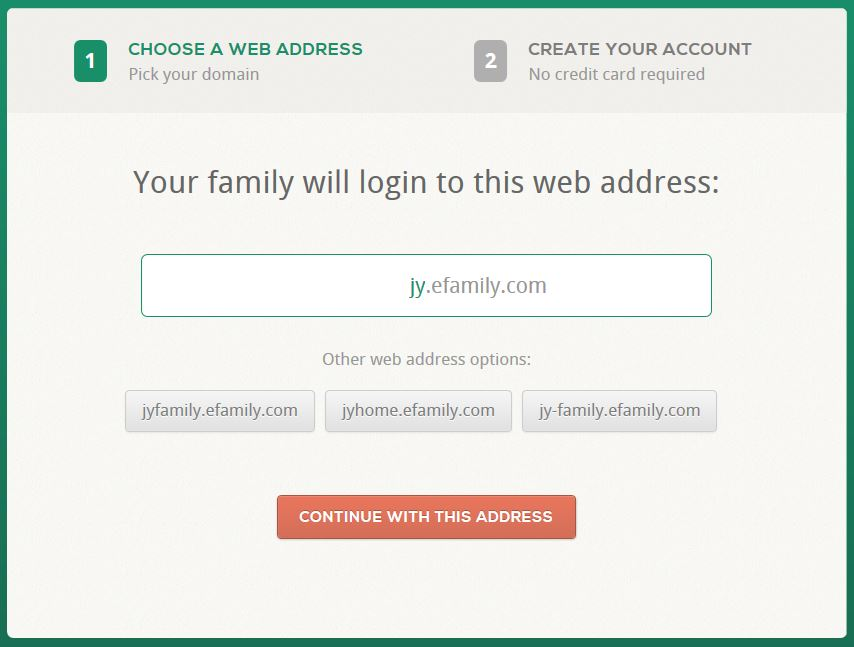 1
CHOOSE A WEB ADDRESS
Pick your domain
2
CREATE YOUR ACCOUNT
No credit card required
Your family will login to this web address:
jy.efamily.com
Other web address options:
jyfamily.efamily.com
jyhome.efamily.com
jy-family.efamily.com
CONTINUE WITH THIS ADDRESS